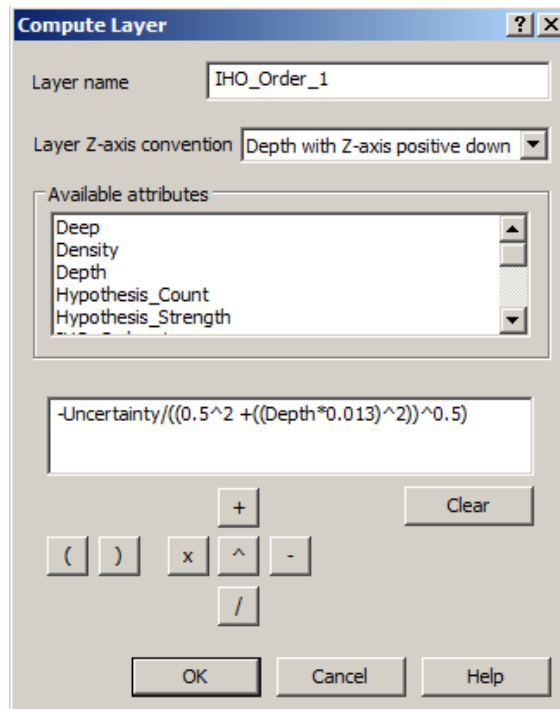 Compute Layer ? X
Layer name IHO_Order_1
Layer Z-axis convention Depth with Z-axis positive down
Available attributes
Deep
Density
Depth
Hypothesis_Count
Hypothesis_Strength
-Uncertainty/((0.5^2 +((Depth*0.013)^2))^0.5)
+ Clear
( ) x ^ -
/
OK Cancel Help